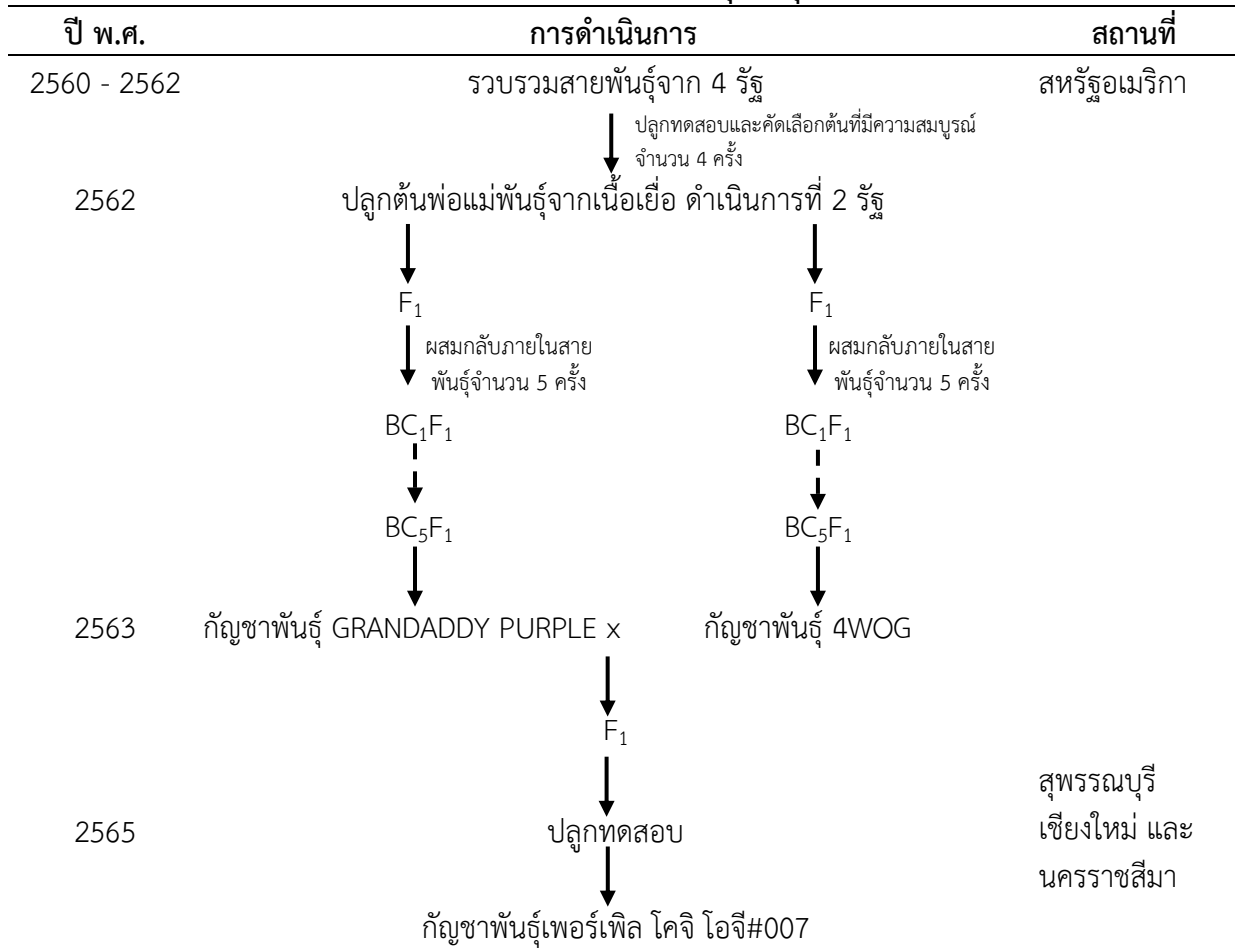 ปี พ.ศ. การดำเนินการ สถานที่
2560 - 2562 รวบรวมสายพันธุ์จาก 4 รัฐ สหรัฐอเมริกา
ปลูกทดสอบและคัดเลือกต้นที่มีความสมบูรณ์
จำนวน 4 ครั้ง
2562 ปลูกต้นพ่อแม่พันธุ์จากเนื้อเยื่อ ดำเนินการที่ 2 รัฐ
F₁ F₁
ผสมกลับภายในสาย ผสมกลับภายในสาย
พันธุ์จำนวน 5 ครั้ง พันธุ์จำนวน 5 ครั้ง
BC₁F₁ BC₁F₁
BC₅F₁ BC₅F₁
2563 กัญชาพันธุ์ GRANDADDY PURPLE x กัญชาพันธุ์ 4WOG
F₁
สุพรรณบุรี
2565 ปลูกทดสอบ เชียงใหม่ และ
นครราชสีมา
กัญชาพันธุ์เพอร์เพิล โคจิ โอจี#007